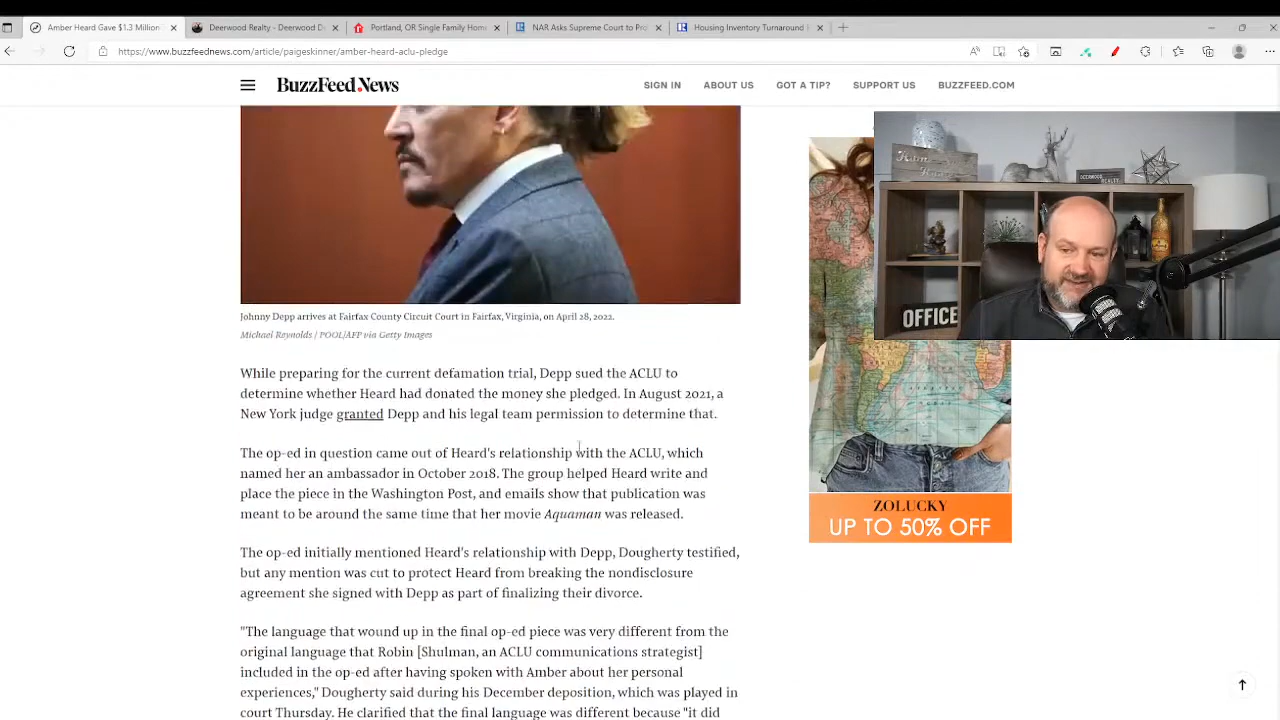 Amber Heard Gave $1.3 Million
Deerwood Realty - Deerwood D
Portland, OR Single Family Home
NAR Asks Supreme Court to Pro
Housing Inventory Turnaround
https://www.buzzfeednews.com/article/paigeskinner/amber-heard-aclu-pledge
BuzzFeed.News
SIGN IN
ABOUT US
GOT A TIP?
SUPPORT US
BUZZFEED.COM
DEERWOOD REALTY
OFFICE
Johnny Depp arrives at Fairfax County Circuit Court in Fairfax, Virginia, on April 28, 2022.
Michael Reynolds / POOL/AFP via Getty Images
While preparing for the current defamation trial, Depp sued the ACLU to
determine whether Heard had donated the money she pledged. In August 2021, a
New York judge granted Depp and his legal team permission to determine that.
The op-ed in question came out of Heard's relationship with the ACLU, which
named her an ambassador in October 2018. The group helped Heard write and
place the piece in the Washington Post, and emails show that publication was
meant to be around the same time that her movie Aquaman was released.
The op-ed initially mentioned Heard's relationship with Depp, Dougherty testified,
but any mention was cut to protect Heard from breaking the nondisclosure
agreement she signed with Depp as part of finalizing their divorce.
"The language that wound up in the final op-ed piece was very different from the
original language that Robin [Shulman, an ACLU communications strategist]
included in the op-ed after having spoken with Amber about her personal
experiences," Dougherty said during his December deposition, which was played in
court Thursday. He clarified that the final language was different because "it did
ZOLUCKY
UP TO 50% OFF